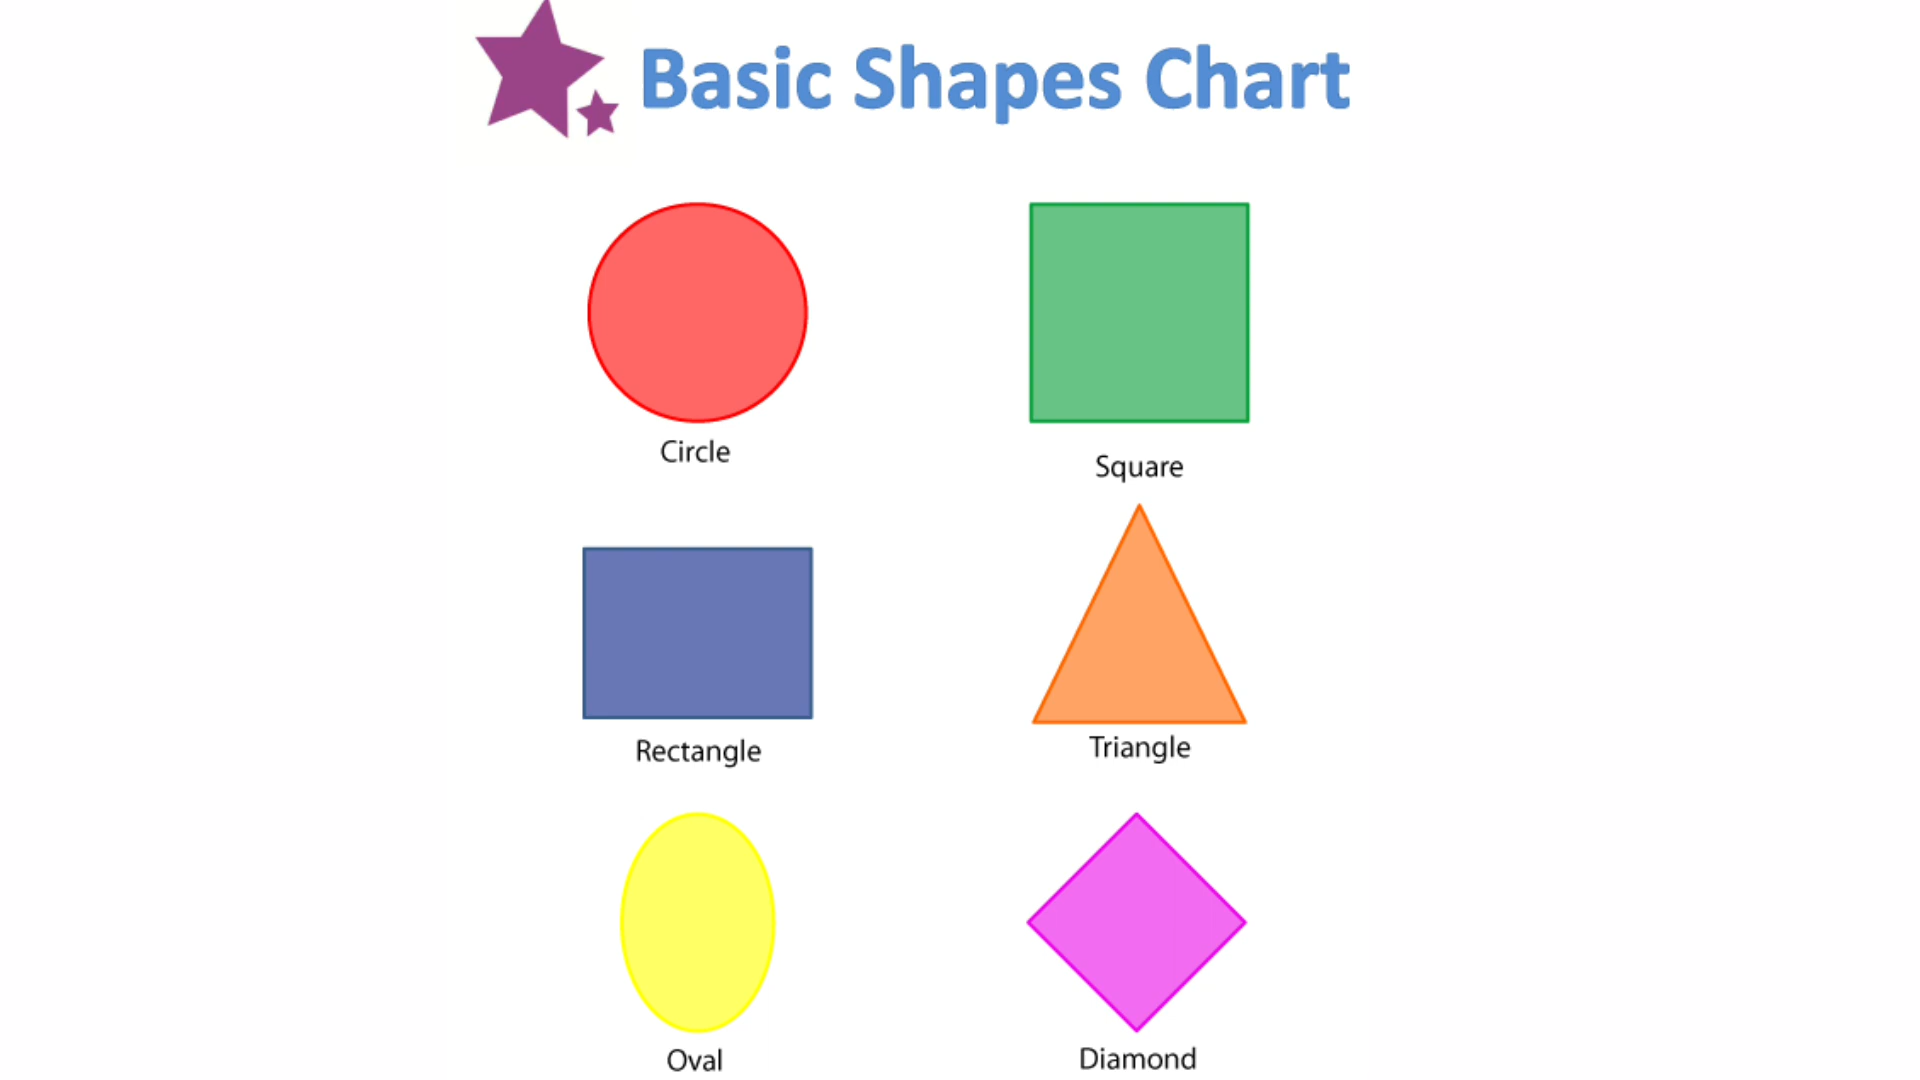 Basic Shapes Chart
Circle
Square
Rectangle
Triangle
Oval
Diamond